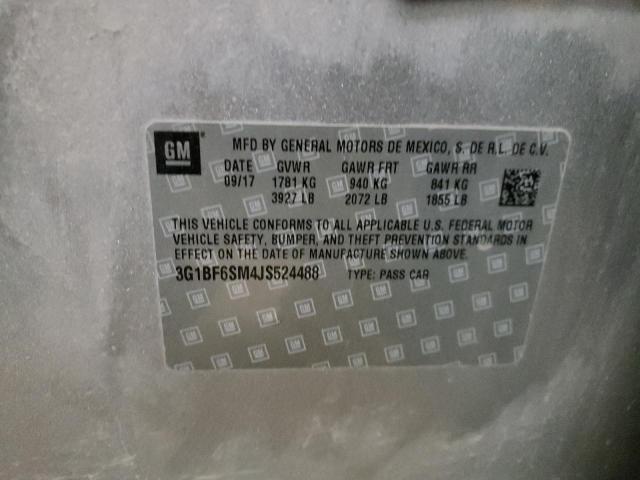 GM MFD BY GENERAL MOTORS DE MEXICO, S. DE R.L. DE C.V.
DATE GVWR GAWR FRT GAWR RR
09/17 1781 KG 940 KG 841 KG
3927 LB 2072 LB 1855 LB
THIS VEHICLE CONFORMS TO ALL APPLICABLE U.S. FEDERAL MOTOR
VEHICLE SAFETY, BUMPER, AND THEFT PREVENTION STANDARDS IN
EFFECT ON THE DATE OF MANUFACTURE SHOWN ABOVE.
3G1BF6SM4JS524488 TYPE: PASS CAR